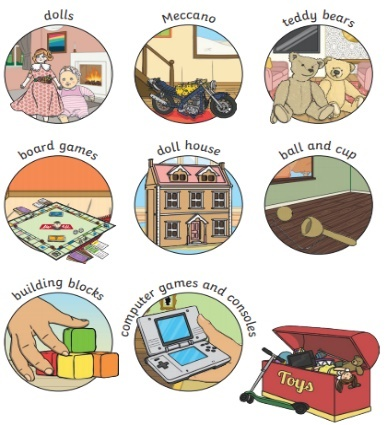 dolls
Meccano
teddy bears
board games
doll house
ball and cup
building blocks
computer games and consoles
Toys